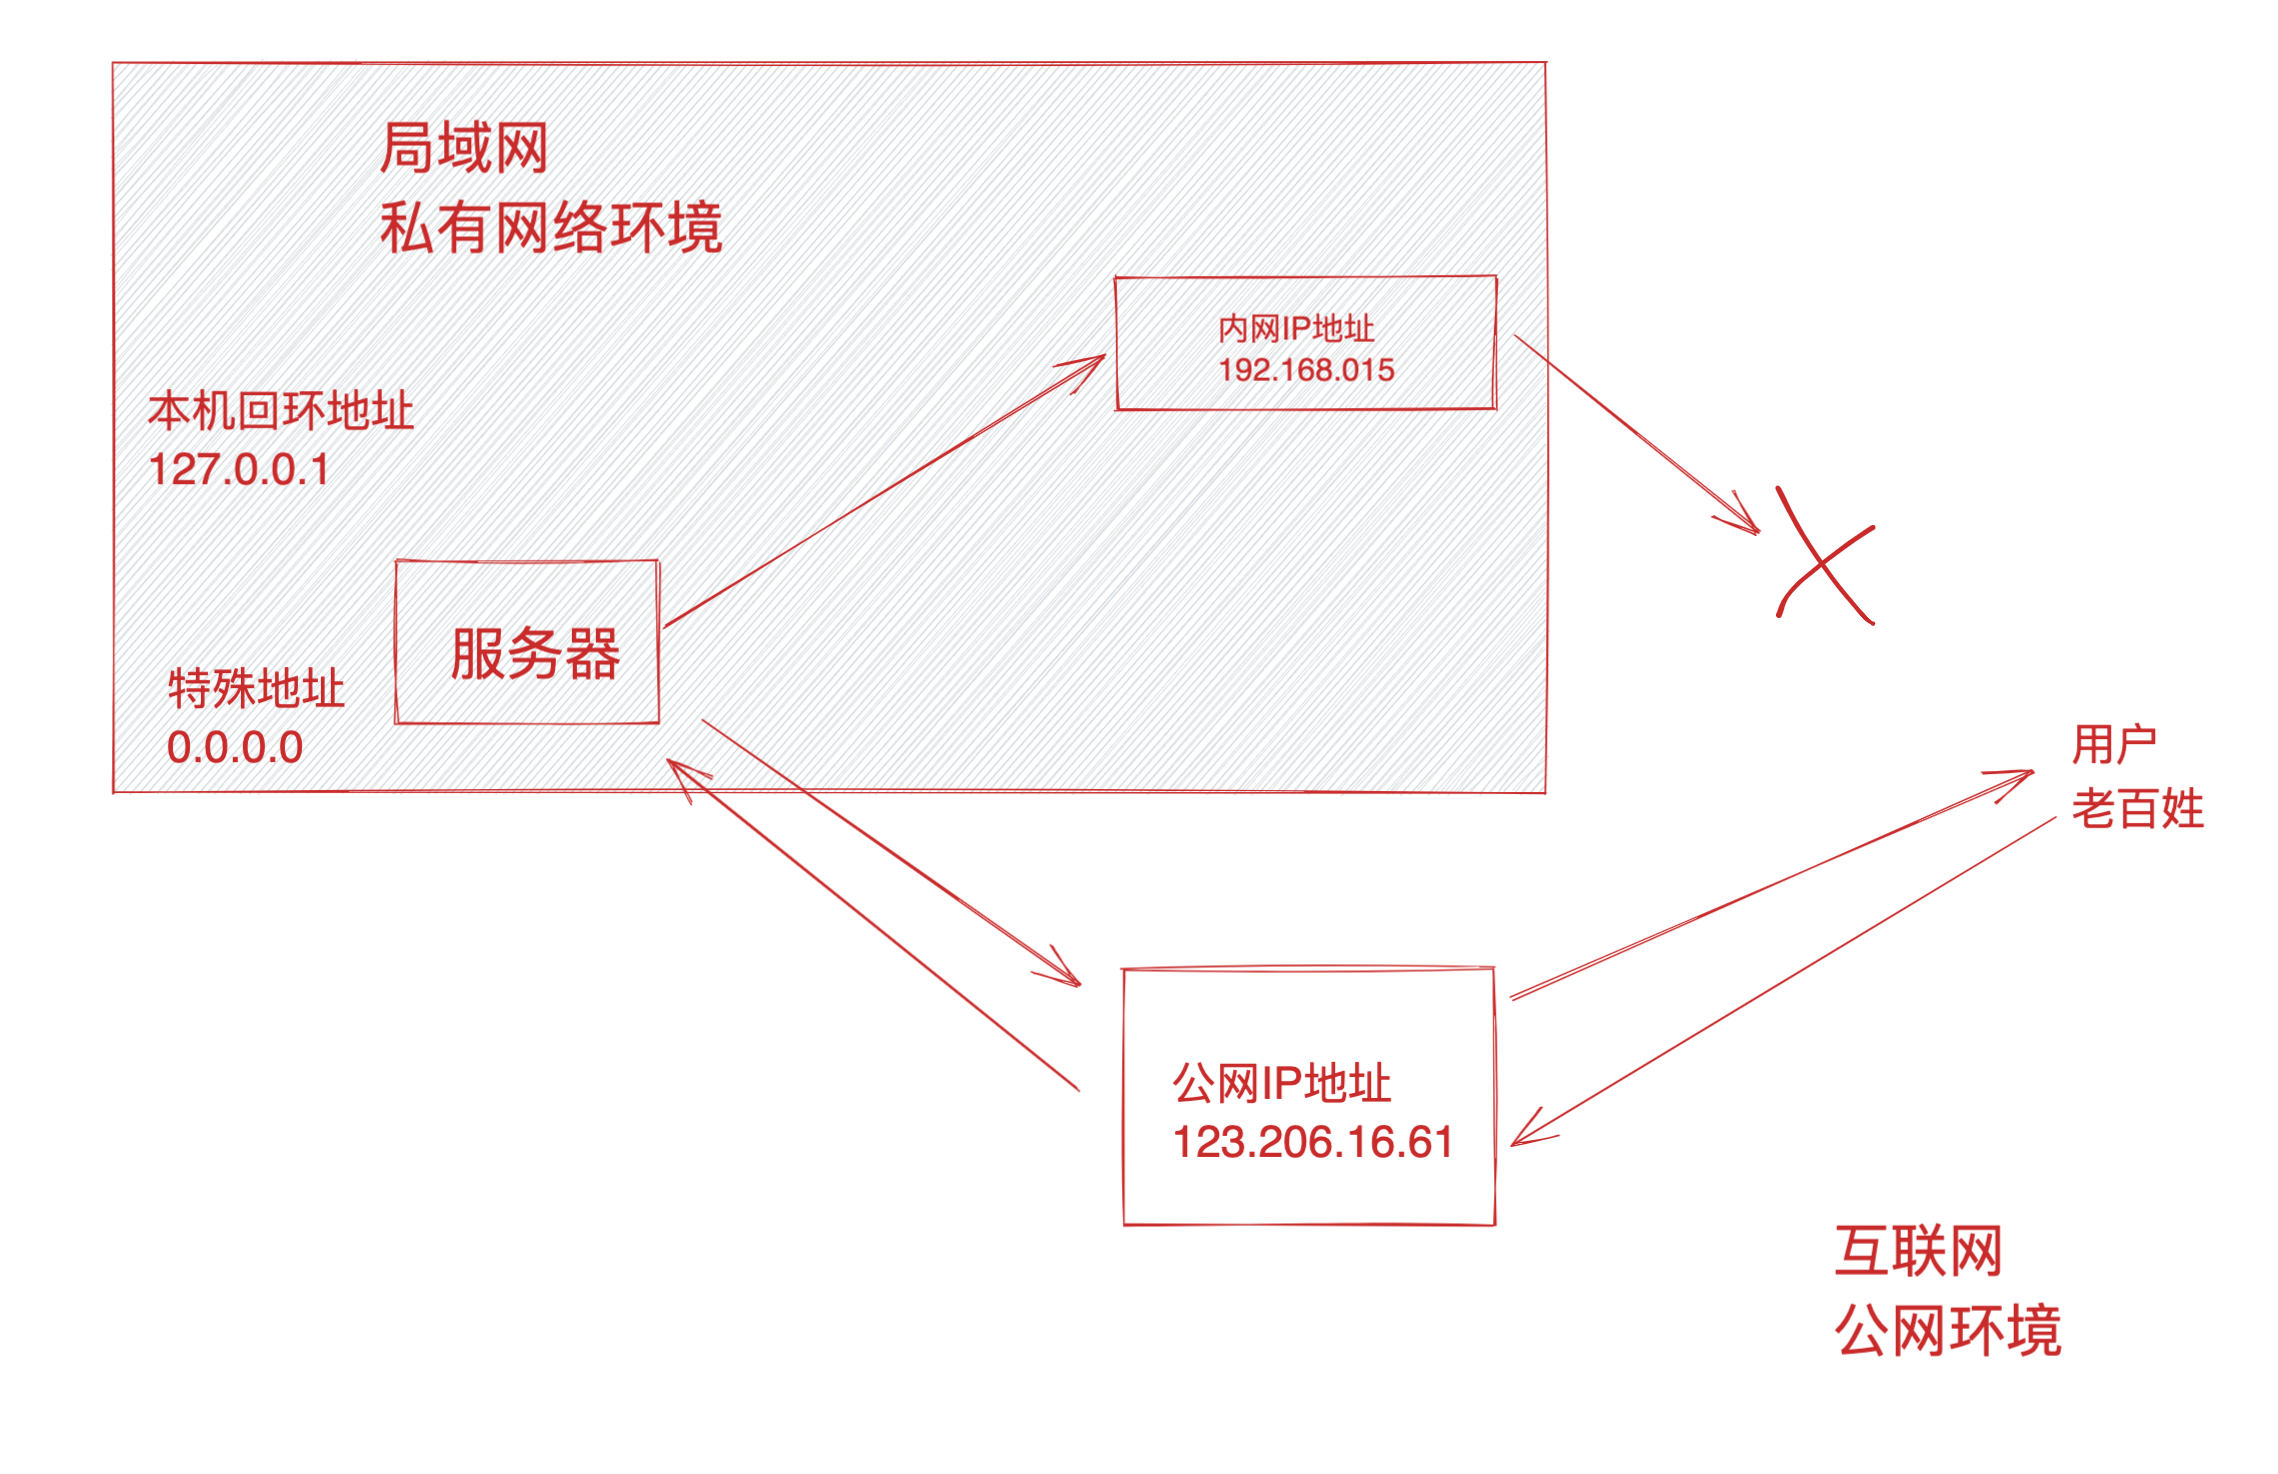 局域网
私有网络环境
内网IP地址
192.168.015
本机回环地址
127.0.0.1
服务器
特殊地址
0.0.0.0
用户
老百姓
公网IP地址
123.206.16.61
互联网
公网环境